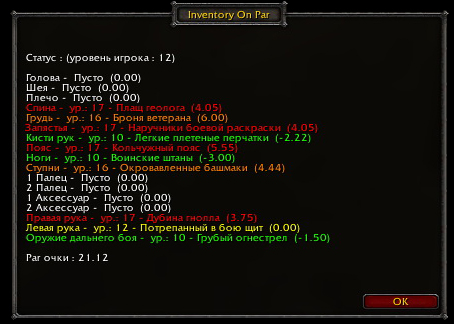 Inventory On Par
Статус : (уровень игрока : 12)
Голова - Пусто (0.00)
Шея - Пусто (0.00)
Плечо - Пусто (0.00)
Спина - ур.: 17 - Плащ геолога (4.05)
Грудь - ур.: 16 - Броня ветерана (6.00)
Запястья - ур.: 17 - Наручники боевой раскраски (4.05)
Кисти рук - ур.: 10 - Легкие плетеные перчатки (-2.22)
Пояс - ур.: 17 - Кольчужный пояс (5.55)
Ноги - ур.: 10 - Воинские штаны (-3.00)
Ступни - ур.: 16 - Окровавленные башмаки (4.44)
1 Палец - Пусто (0.00)
2 Палец - Пусто (0.00)
1 Аксессуар - Пусто (0.00)
2 Аксессуар - Пусто (0.00)
Правая рука - ур.: 17 - Дубина гнолла (3.75)
Левая рука - ур.: 12 - Потрепанный в бою щит (0.00)
Оружие дальнего боя - ур.: 10 - Грубый огнестрел (-1.50)
Par очки : 21.12
OK